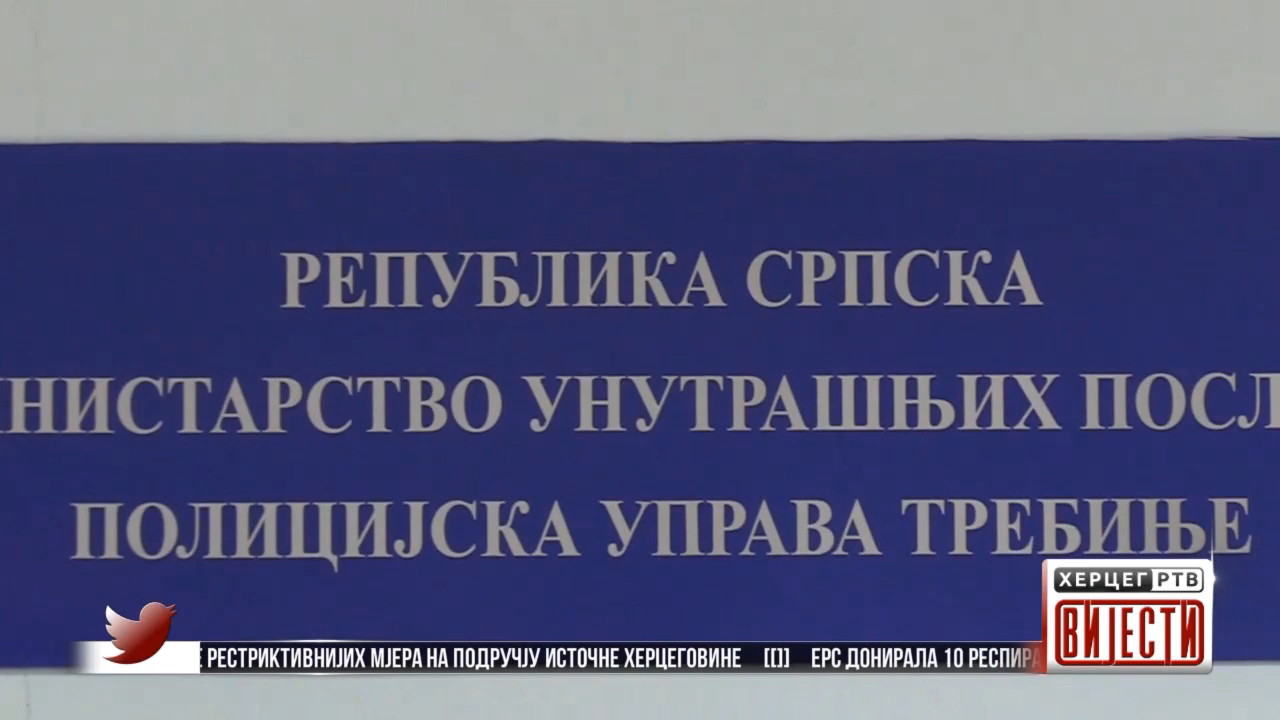 РЕПУБЛИКА СРПСКА
НИСТАРСТВО УНУТРАШЊИХ ПОСЛ
ПОЛИЦИЈСКА УПРАВА ТРЕБИЊЕ
ХЕРЦЕГ РТВ
ВИЈЕСТИ
Е РЕСТРИКТИВНИЈИХ МЈЕРА НА ПОДРУЧЈУ ИСТОЧНЕ ХЕРЦЕГОВИНЕ [[]] ЕРС ДОНИРАЛА 10 РЕСПИРА